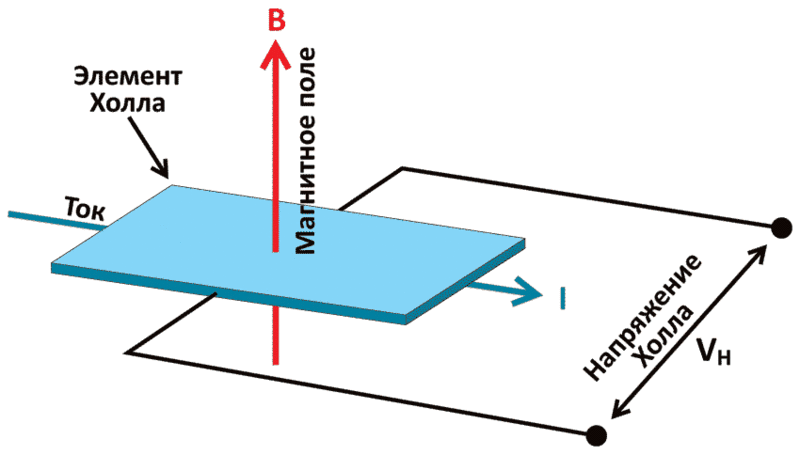 B
Магнитное поле
Элемент
Холла
Ток
I
Напряжение
Холла
VH